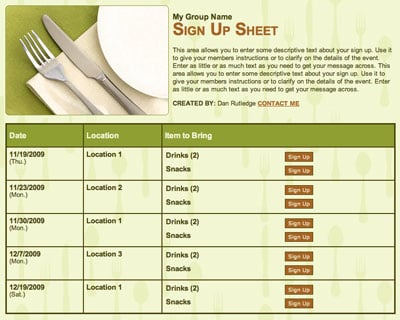 My Group Name
SIGN UP SHEET
This area allows you to enter some descriptive text about your sign up. Use it
to give your members instructions or to clarify on the details of the event.
Enter as little or as much text as you need to get your message across. This
area allows you to enter some descriptive text about your sign up. Use it to
give your members instructions or to clarify on the details of the event. Enter
as little or as much text as you need to get your message across.
CREATED BY: Dan Rutledge CONTACT ME
Date Location Item to Bring
11/19/2009 Location 1 Drinks (2) Sign Up
(Thu.)
Snacks Sign Up
11/23/2009 Location 2 Drinks (2) Sign Up
(Mon.)
Snacks Sign Up
11/30/2009 Location 1 Drinks (2) Sign Up
(Mon.)
Snacks Sign Up
12/7/2009 Location 3 Drinks (2) Sign Up
(Mon.)
Snacks Sign Up
12/19/2009 Location 1 Drinks (2) Sign Up
(Sat.)
Snacks Sign Up